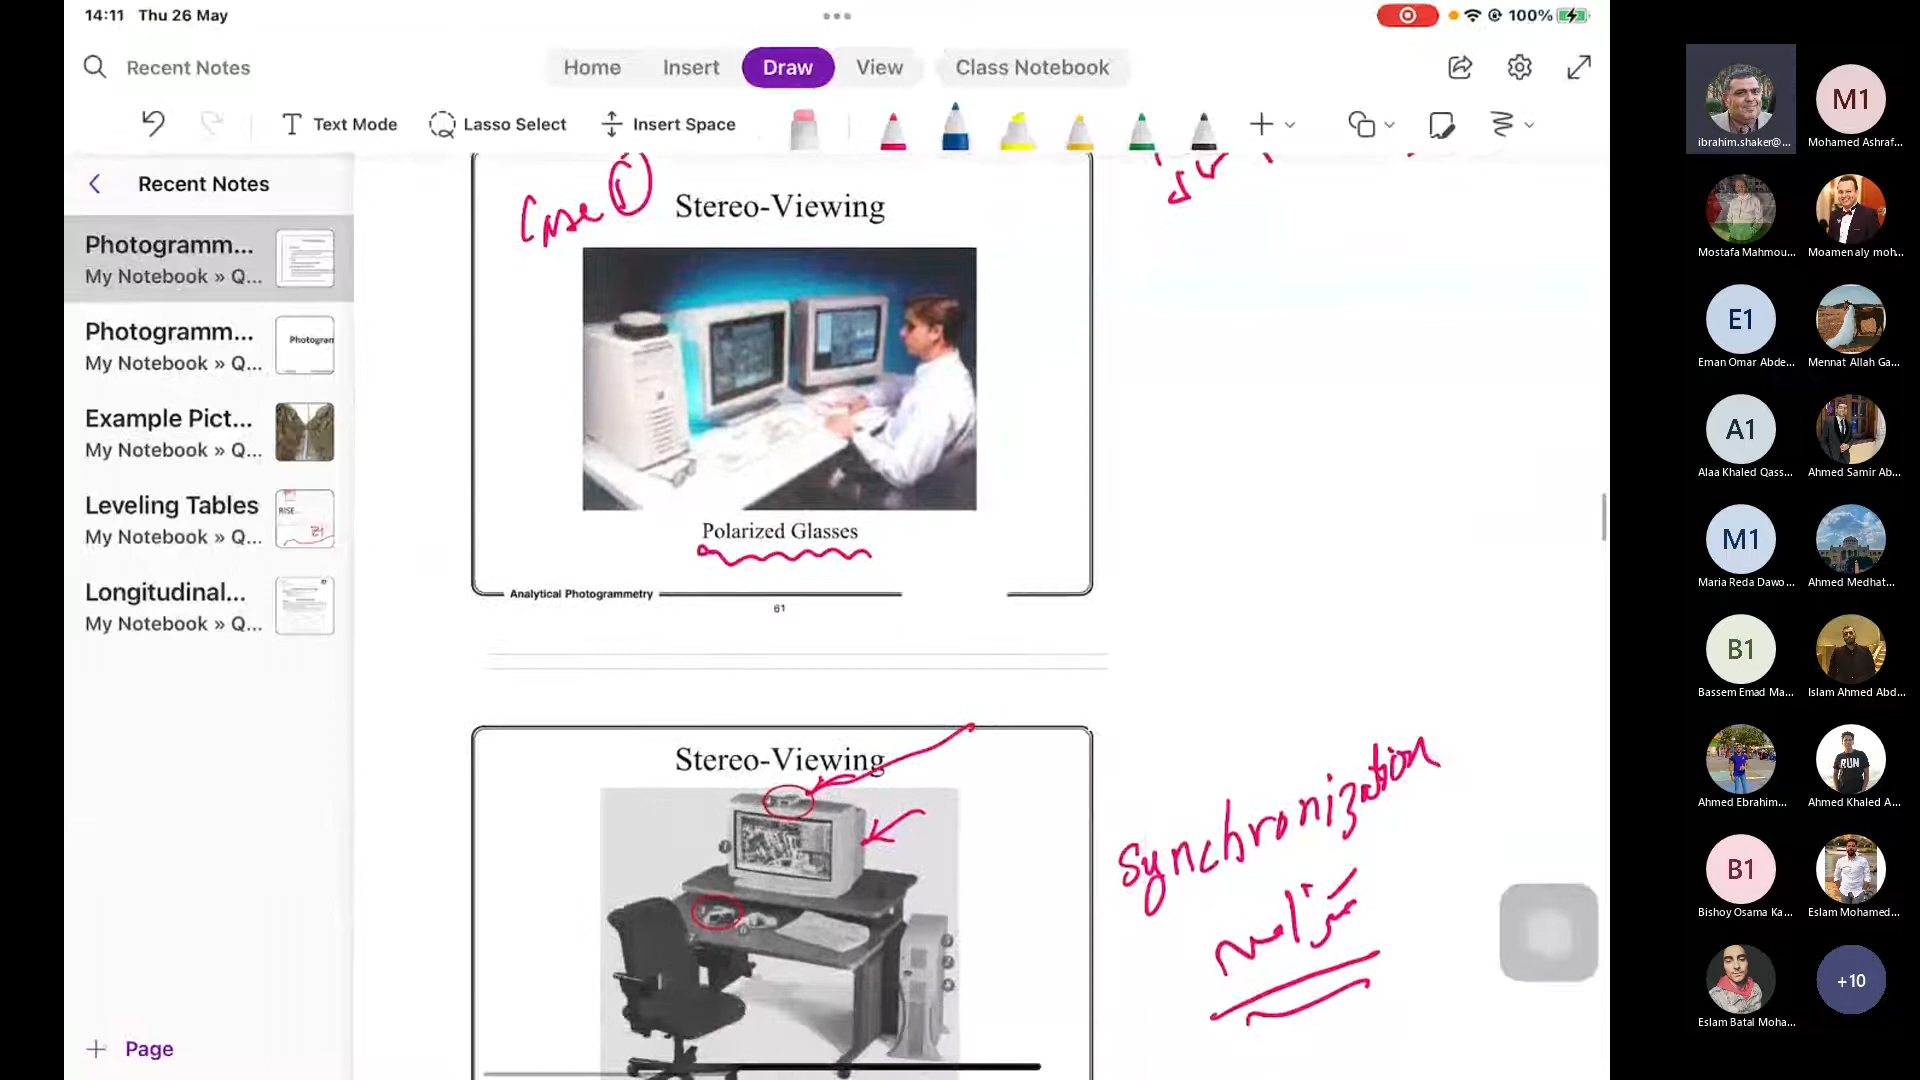 14:11 Thu 26 May
100%
Recent Notes
Home Insert Draw View Class Notebook
Text Mode Lasso Select Insert Space
Recent Notes
Photogramm...
My Notebook » Q...
Photogramm...
My Notebook » Q...
Photogram
Example Pict...
My Notebook » Q...
Leveling Tables
My Notebook » Q...
RISE
Longitudinal...
My Notebook » Q...
Page
Case 1
Stereo-Viewing
Polarized Glasses
Analytical Photogrammetry
61
Stereo-Viewing
Synchronization
ibrahim.shaker@...
M1
Mohamed Ashraf...
Mostafa Mahmou...
Moamenaly moh...
E1
Eman Omar Abde...
Mennat Allah Ga...
A1
Alaa Khaled Qass...
Ahmed Samir Ab...
M1
Maria Reda Dawo...
Ahmed Medhat...
B1
Bassem Emad Ma...
Islam Ahmed Abd...
Ahmed Ebrahim...
RUN
Ahmed Khaled A...
B1
Bishoy Osama Ka...
Eslam Mohamed...
Eslam Batal Moha...
+10